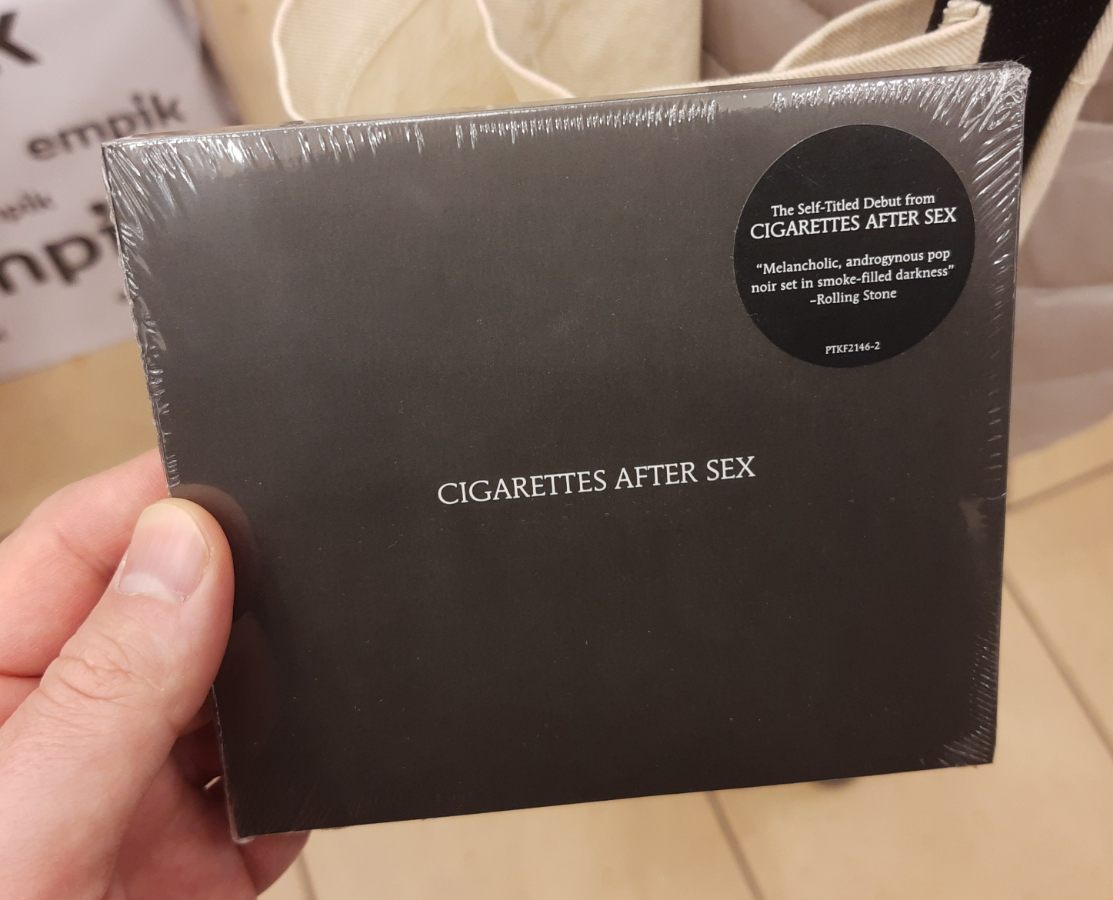 empik
The Self-Titled Debut from
CIGARETTES AFTER SEX
“Melancholic, androgynous pop
noir set in smoke-filled darkness”
–Rolling Stone
PTKF2146-2
CIGARETTES AFTER SEX